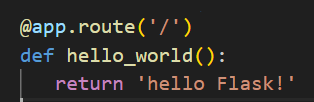 @app.route('/')
def hello_world():
    return 'hello Flask!'